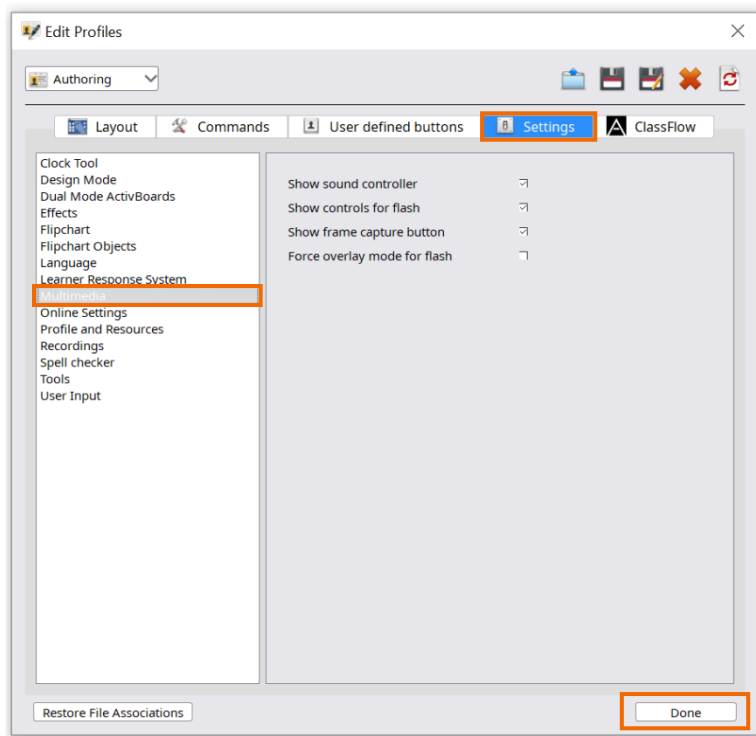 Edit Profiles
Authoring
Layout
Commands
User defined buttons
Settings
ClassFlow
Clock Tool
Design Mode
Dual Mode ActivBoards
Effects
Flipchart
Flipchart Objects
Language
Learner Response System
Multimedia
Online Settings
Profile and Resources
Recordings
Spell checker
Tools
User Input
Show sound controller
Show controls for flash
Show frame capture button
Force overlay mode for flash
Restore File Associations
Done